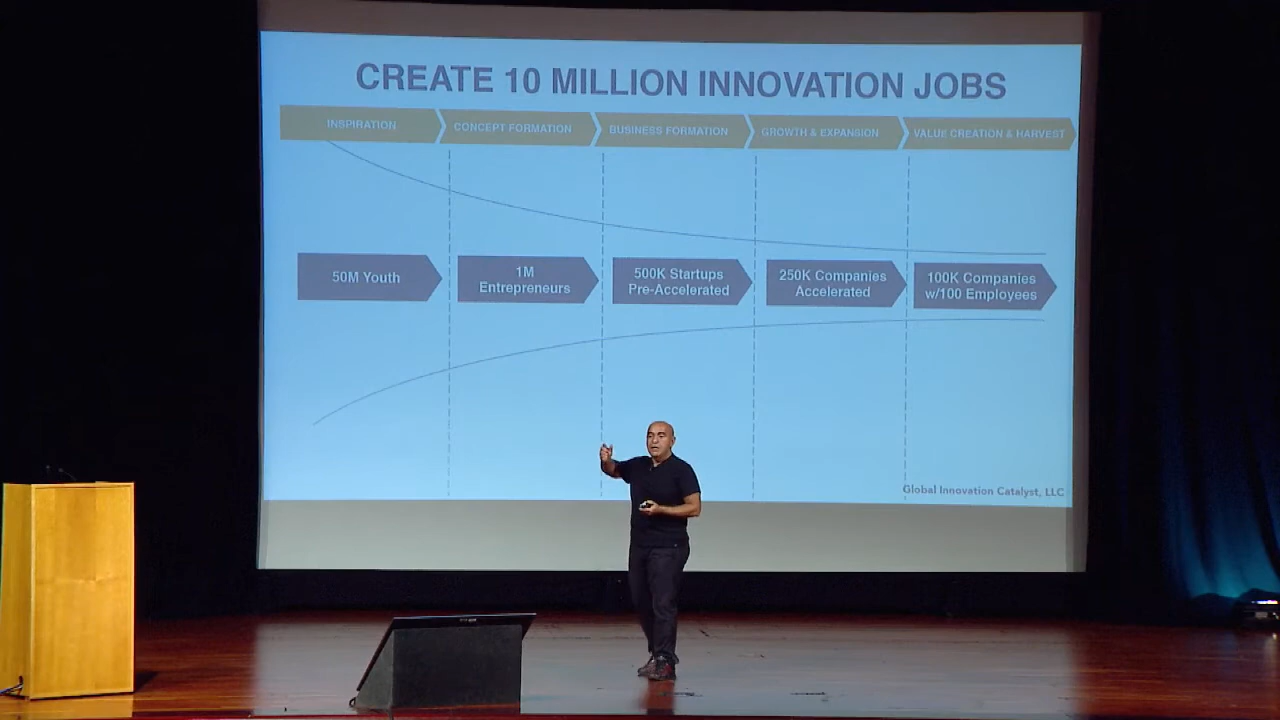 CREATE 10 MILLION INNOVATION JOBS
INSPIRATION
CONCEPT FORMATION
BUSINESS FORMATION
GROWTH & EXPANSION
VALUE CREATION & HARVEST
50M Youth
1M
Entrepreneurs
500K Startups
Pre-Accelerated
250K Companies
Accelerated
100K Companies
w/100 Employees
Global Innovation Catalyst, LLC